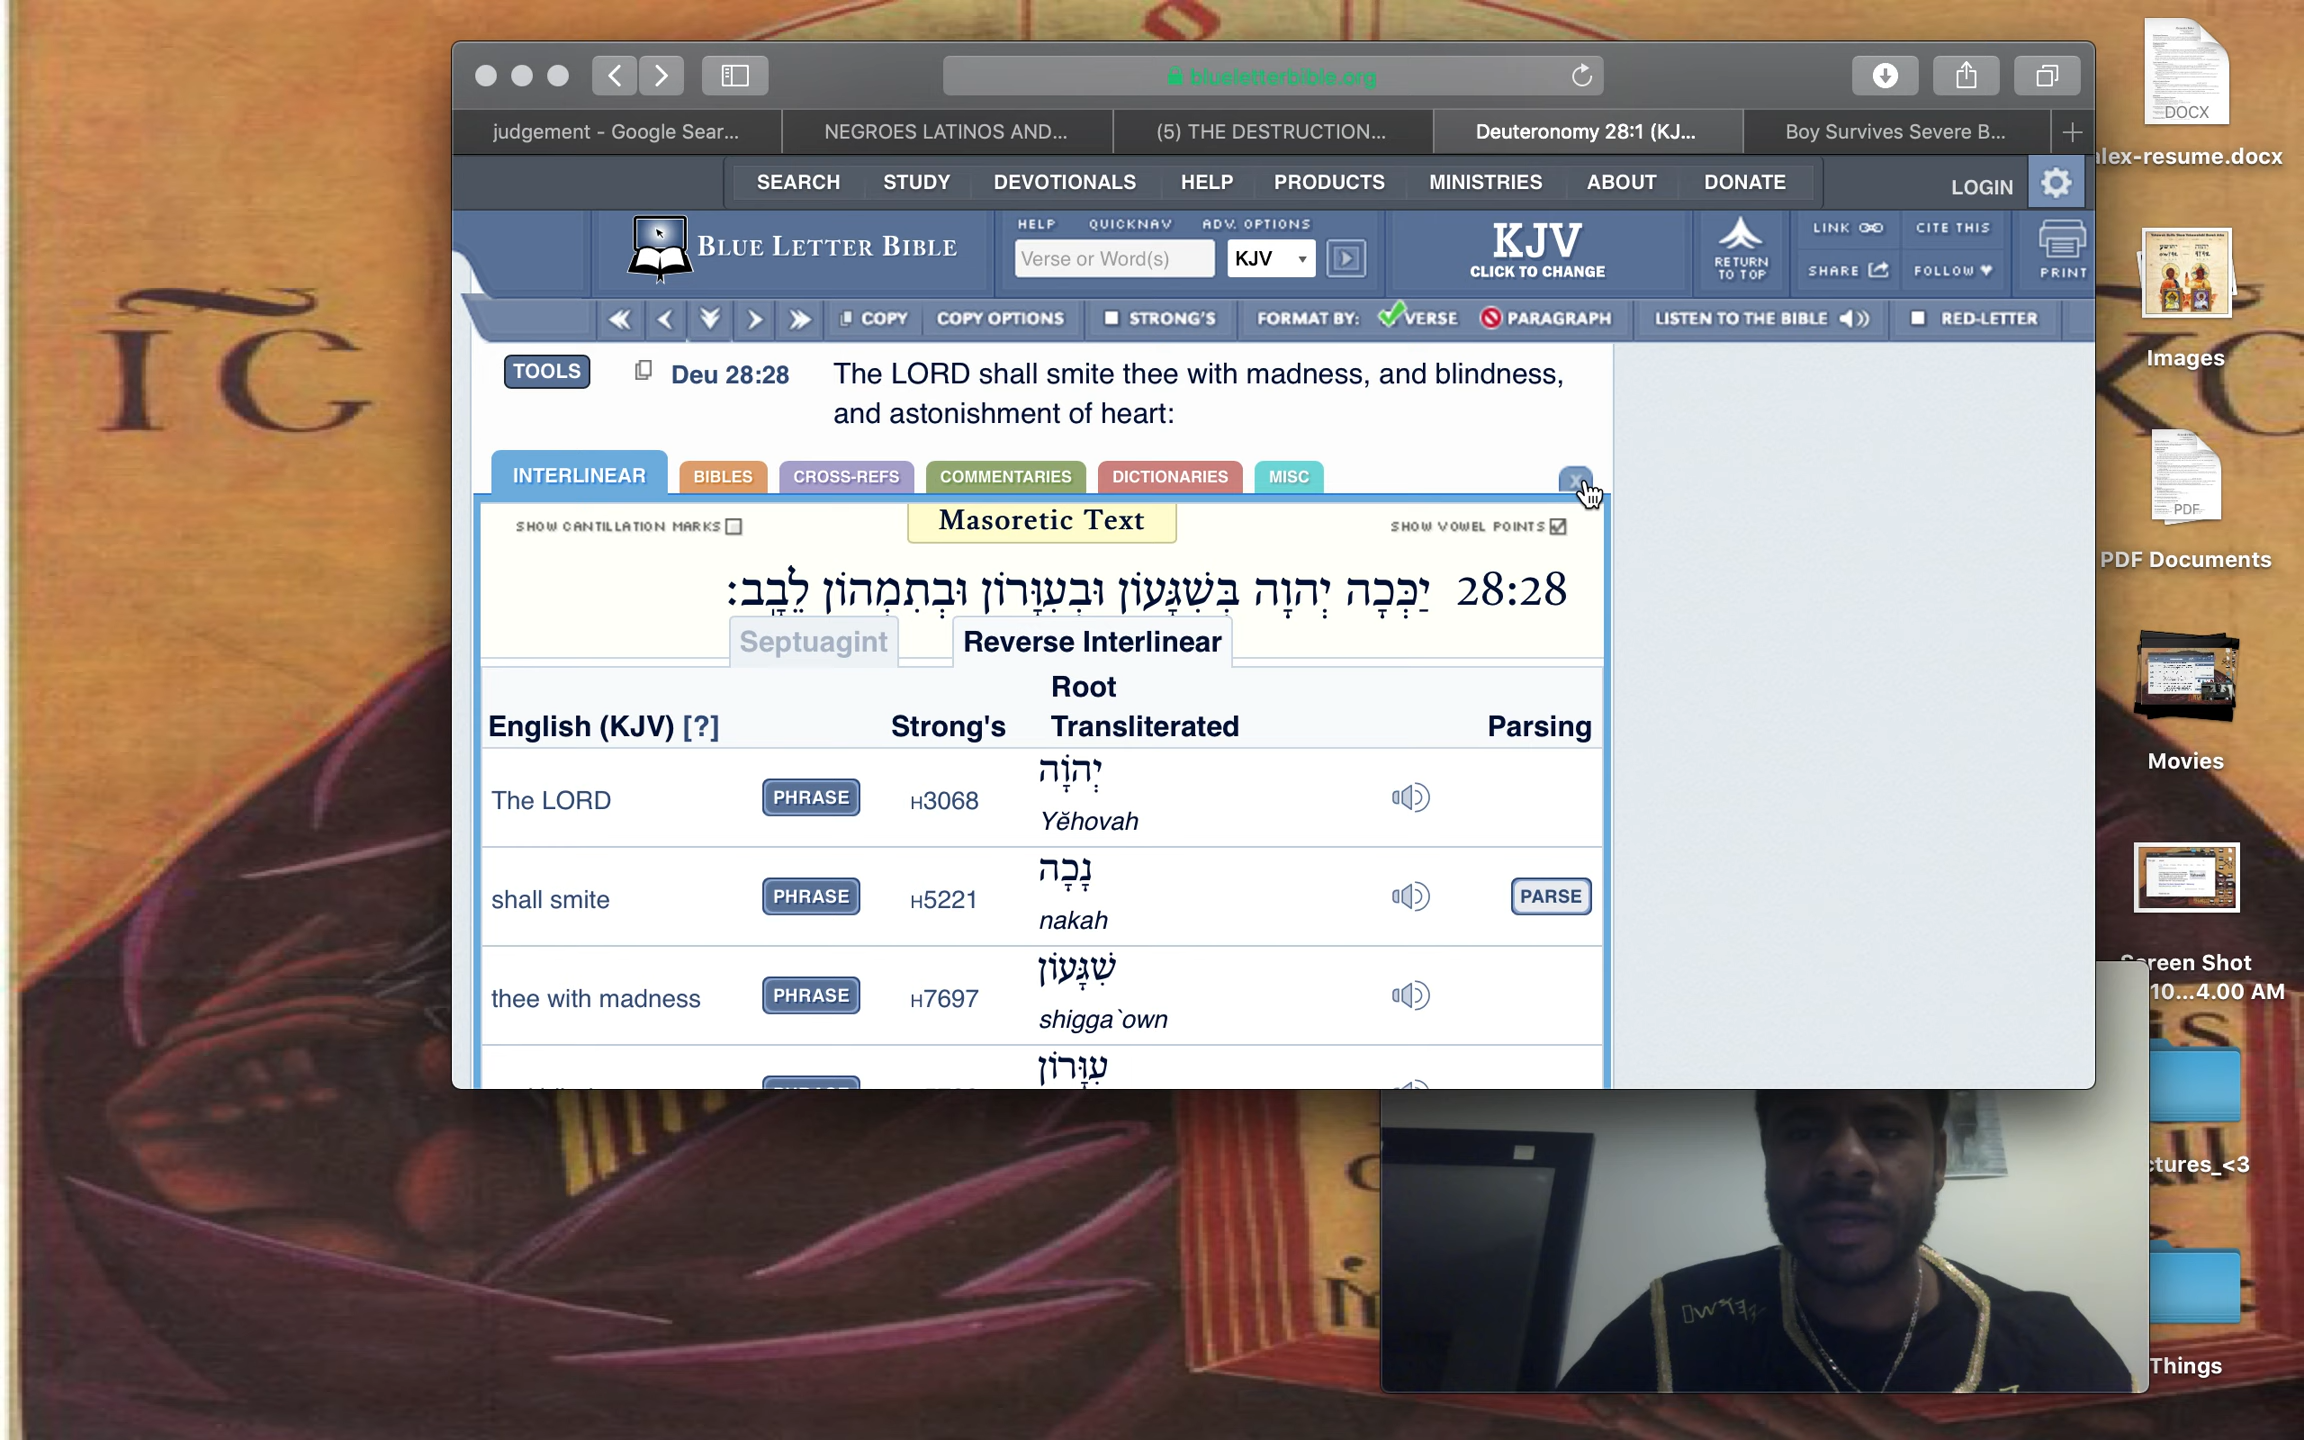 blueletterbible.org
judgement - Google Sear...
NEGROES LATINOS AND...
(5) THE DESTRUCTION...
Deuteronomy 28:1 (KJ...
Boy Survives Severe B...
SEARCH STUDY DEVOTIONALS HELP PRODUCTS MINISTRIES ABOUT DONATE LOGIN
BLUE LETTER BIBLE
HELP QUICKNAV ADV. OPTIONS
Verse or Word(s) KJV
KJV
CLICK TO CHANGE
RETURN
TO TOP
LINK CITE THIS
SHARE FOLLOW
PRINT
COPY COPY OPTIONS STRONG'S FORMAT BY: VERSE PARAGRAPH LISTEN TO THE BIBLE RED-LETTER
TOOLS Deu 28:28 The LORD shall smite thee with madness, and blindness,
and astonishment of heart:
INTERLINEAR BIBLES CROSS-REFS COMMENTARIES DICTIONARIES MISC x
SHOW CANTILLATION MARKS Masoretic Text SHOW VOWEL POINTS
28:28 יַכְּכָה יְהוָה בְּשִׁגָּעוֹן וּבְעִוָּרוֹן וּבְתִמְהוֹן לֵבָֽב׃
Septuagint Reverse Interlinear
English (KJV) [?] Strong's Root
Transliterated Parsing
The LORD PHRASE H3068 יְהֹוָה
Yĕhovah
shall smite PHRASE H5221 נָכָה PARSE
nakah
thee with madness PHRASE H7697 שִׁגָּעוֹן
shigga`own
עִוָּרוֹן
DOCX
alex-resume.docx
Images
PDF
PDF Documents
Movies
Screen Shot
10...4.00 AM
ctures_<3
Things
IC